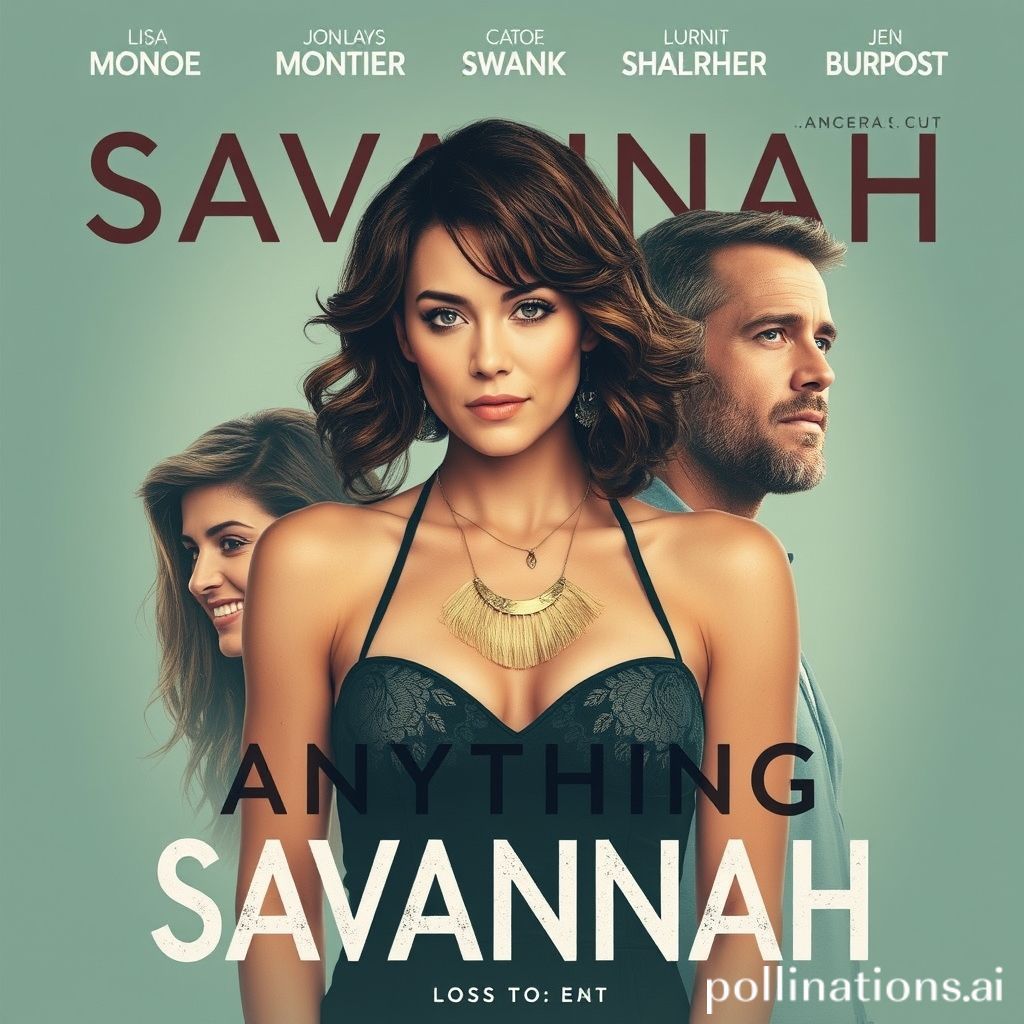 LISA JONLAYS CATOE LURNIT JEN
MONOE MONTIER SWANK SHALRHER BURPOST
..ANCERA.S. CUT
SAVANNAH
ANYTHING
SAVANNAH
LOSS TO: ENT
pollinations.ai